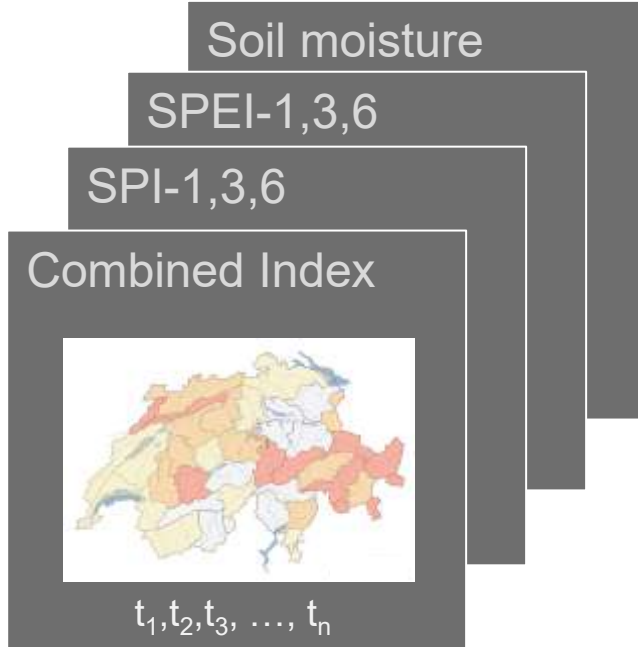 Soil moisture
SPEI-1,3,6
SPI-1,3,6
Combined Index
t₁,t₂,t₃, …, tₙ